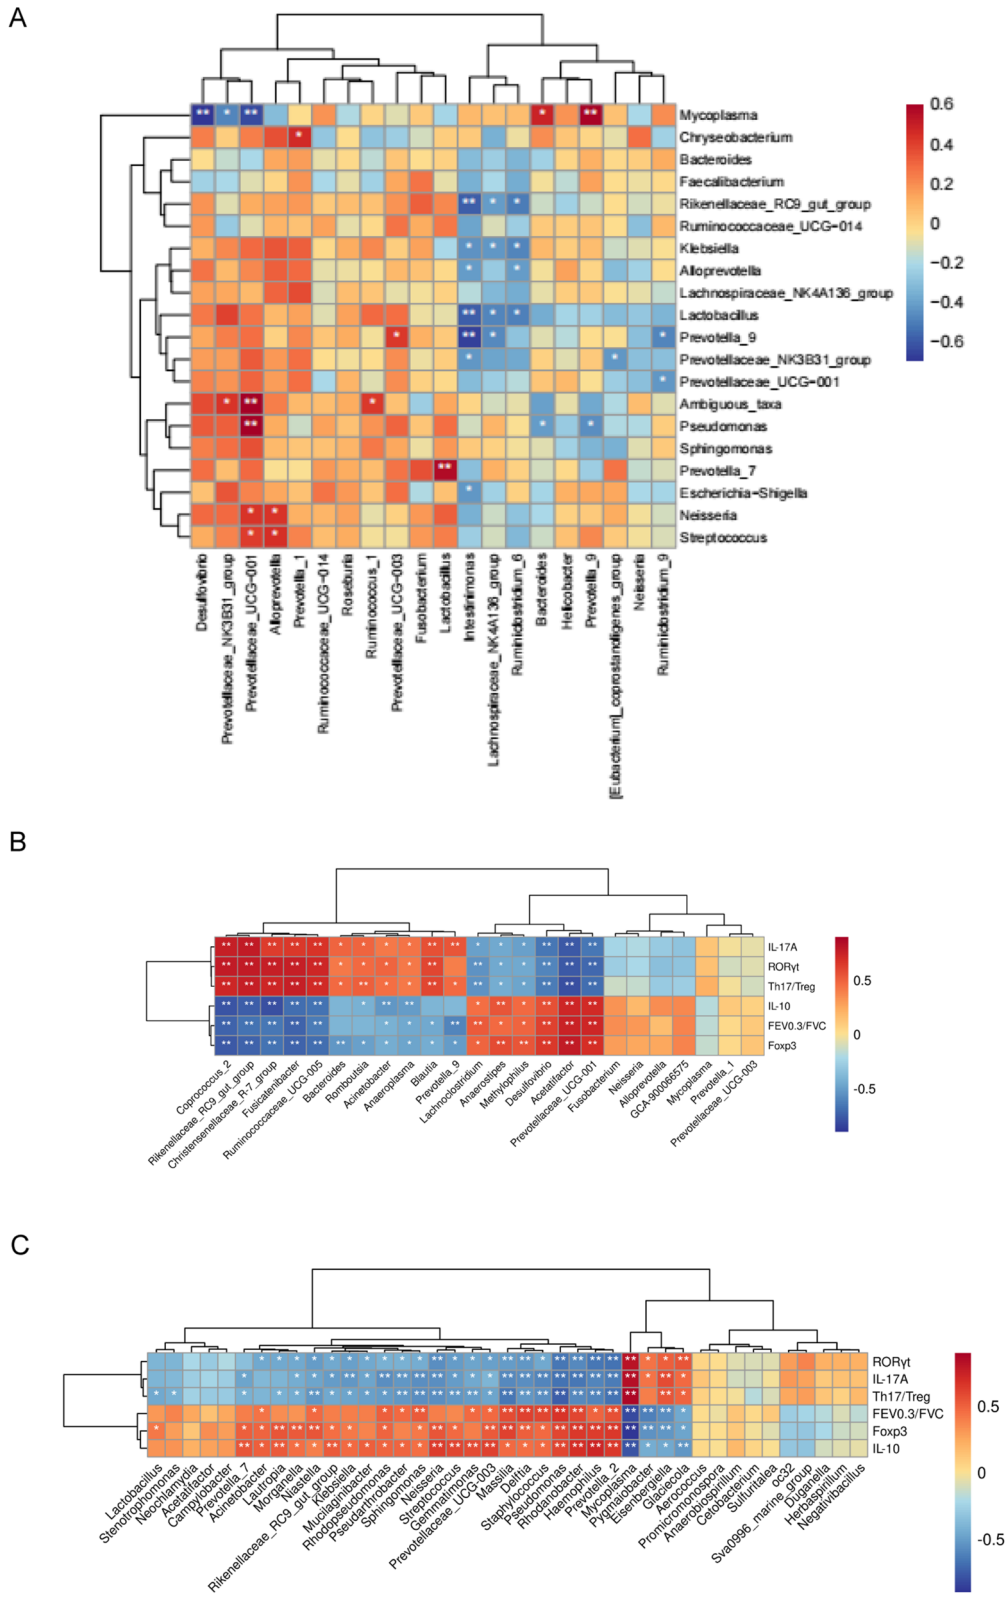 A
0.6
0.4
0.2
0
−0.2
−0.4
−0.6
Mycoplasma
Chryseobacterium
Bacteroides
Faecalibacterium
Rikenellaceae_RC9_gut_group
Ruminococcaceae_UCG−014
Klebsiella
Alloprevotella
Lachnospiraceae_NK4A136_group
Lactobacillus
Prevotella_9
Prevotellaceae_NK3B31_group
Prevotellaceae_UCG−001
Ambiguous_taxa
Pseudomonas
Sphingomonas
Prevotella_7
Escherichia−Shigella
Neisseria
Streptococcus
Desulfovibrio
Prevotellaceae_NK3B31_group
Prevotellaceae_UCG−001
Alloprevotella
Prevotella_1
Ruminococcaceae_UCG−014
Roseburia
Ruminococcus_1
Prevotellaceae_UCG−003
Fusobacterium
Lactobacillus
Intestinimonas
Lachnospiraceae_NK4A136_group
Ruminiclostridium_6
Bacteroides
Helicobacter
Prevotella_9
[Eubacterium]_coprostanoligenes_group
Neisseria
Ruminiclostridium_9
B
IL-17A
RORγt
Th17/Treg
IL-10
FEV0.3/FVC
Foxp3
0.5
0
-0.5
Coprococcus_2
Rikenellaceae_RC9_gut_group
Christensenellaceae_R-7_group
Fusicatenibacter
Ruminococcaceae_UCG-005
Bacteroides
Romboutsia
Acinetobacter
Anaeroplasma
Blautia
Prevotella_9
Lachnoclostridium
Anaerostipes
Methylophilus
Desulfovibrio
Acetatifactor
Prevotellaceae_UCG-001
Fusobacterium
Neisseria
Alloprevotella
GCA-900066575
Mycoplasma
Prevotella_1
Prevotellaceae_UCG-003
C
RORγt
IL-17A
Th17/Treg
FEV0.3/FVC
Foxp3
IL-10
0.5
0
-0.5
Lactobacillus
Stenotrophomonas
Neochlamydia
Acetatifactor
Campylobacter
Prevotella_7
Acinetobacter
Lautropia
Morganella
Niastella
Rikenellaceae_RC9_gut_group
Klebsiella
Mucilaginibacter
Rhodopseudomonas
Pseudarthrobacter
Sphingomonas
Neisseria
Streptococcus
Gemmatimonas
Prevotellaceae_UCG-003
Massilia
Delftia
Staphylococcus
Pseudomonas
Rhodanobacter
Haemophilus
Prevotella_2
Mycoplasma
Pygmaiobacter
Eisenbergiella
Glaciecola
Aerococcus
Promicromonospora
Anaerobiospirillum
Cetobacterium
Sulfuritalea
oc32
Sva0996_marine_group
Duganella
Herbaspirillum
Negativibacillus